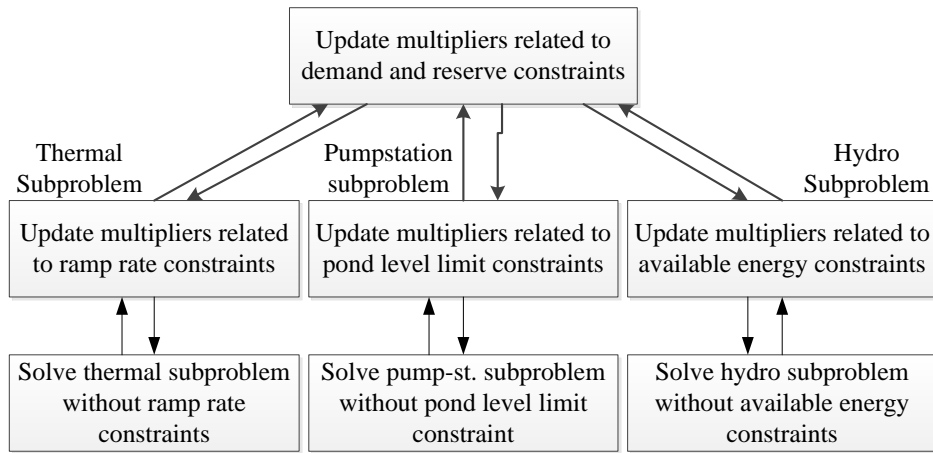 Update multipliers related to
demand and reserve constraints
Thermal
Subproblem
Pumpstation
subproblem
Hydro
Subproblem
Update multipliers related
to ramp rate constraints
Update multipliers related to
pond level limit constraints
Update multipliers related to
available energy constraints
Solve thermal subproblem
without ramp rate
constraints
Solve pump-st. subproblem
without pond level limit
constraint
Solve hydro subproblem
without available energy
constraints